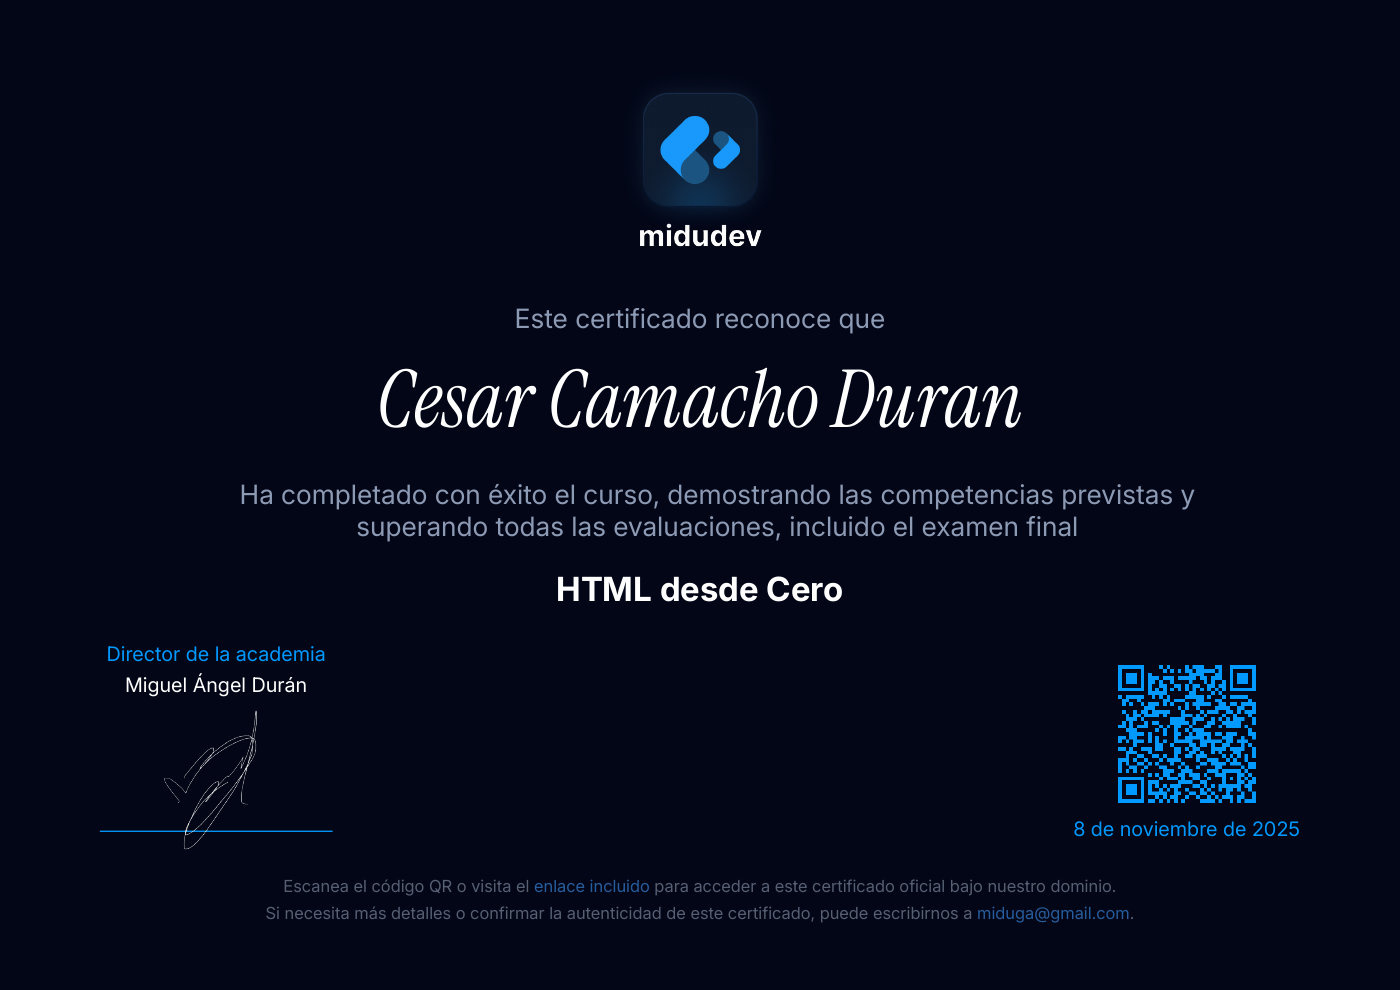 midudev
Este certificado reconoce que
Cesar Camacho Duran
Ha completado con éxito el curso, demostrando las competencias previstas y
superando todas las evaluaciones, incluido el examen final
HTML desde Cero
Director de la academia
Miguel Ángel Durán
8 de noviembre de 2025
Escanea el código QR o visita el enlace incluido para acceder a este certificado oficial bajo nuestro dominio.
Si necesita más detalles o confirmar la autenticidad de este certificado, puede escribirnos a miduga@gmail.com.